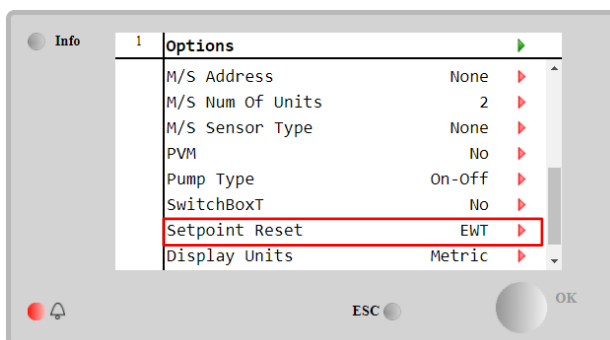 Info
1 Options
M/S Address None
M/S Num Of Units 2
M/S Sensor Type None
PVM No
Pump Type On-Off
SwitchBoxT No
Setpoint Reset EWT
Display Units Metric
ESC
OK